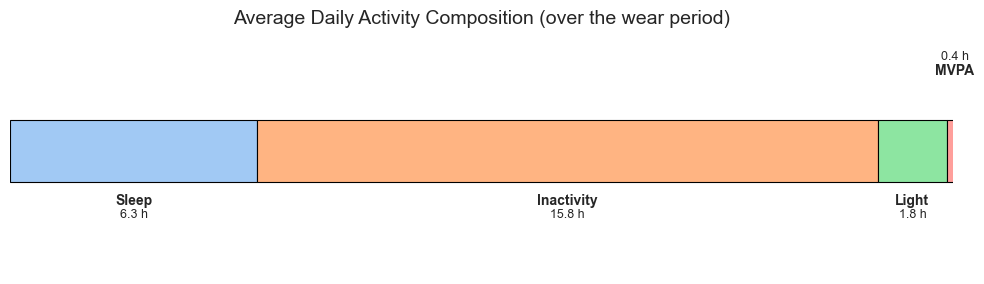 Average Daily Activity Composition (over the wear period)
0.4 h
MVPA
Sleep
6.3 h
Inactivity
15.8 h
Light
1.8 h